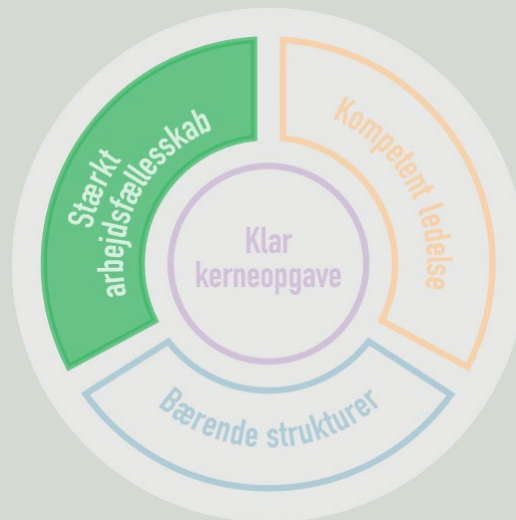 Stærkt
arbejdsfællesskab
Kompetent ledelse
Klar
kerneopgave
Bærende strukturer